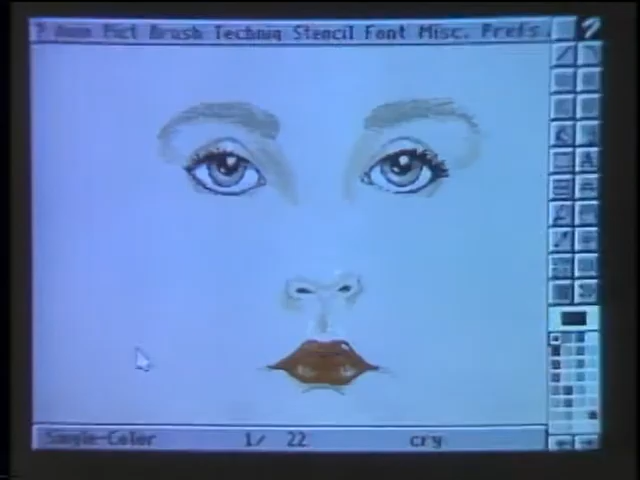 Pict Brush Techniq Stencil Font Misc. Prefs
A
Single-Color 1/ 22 cry